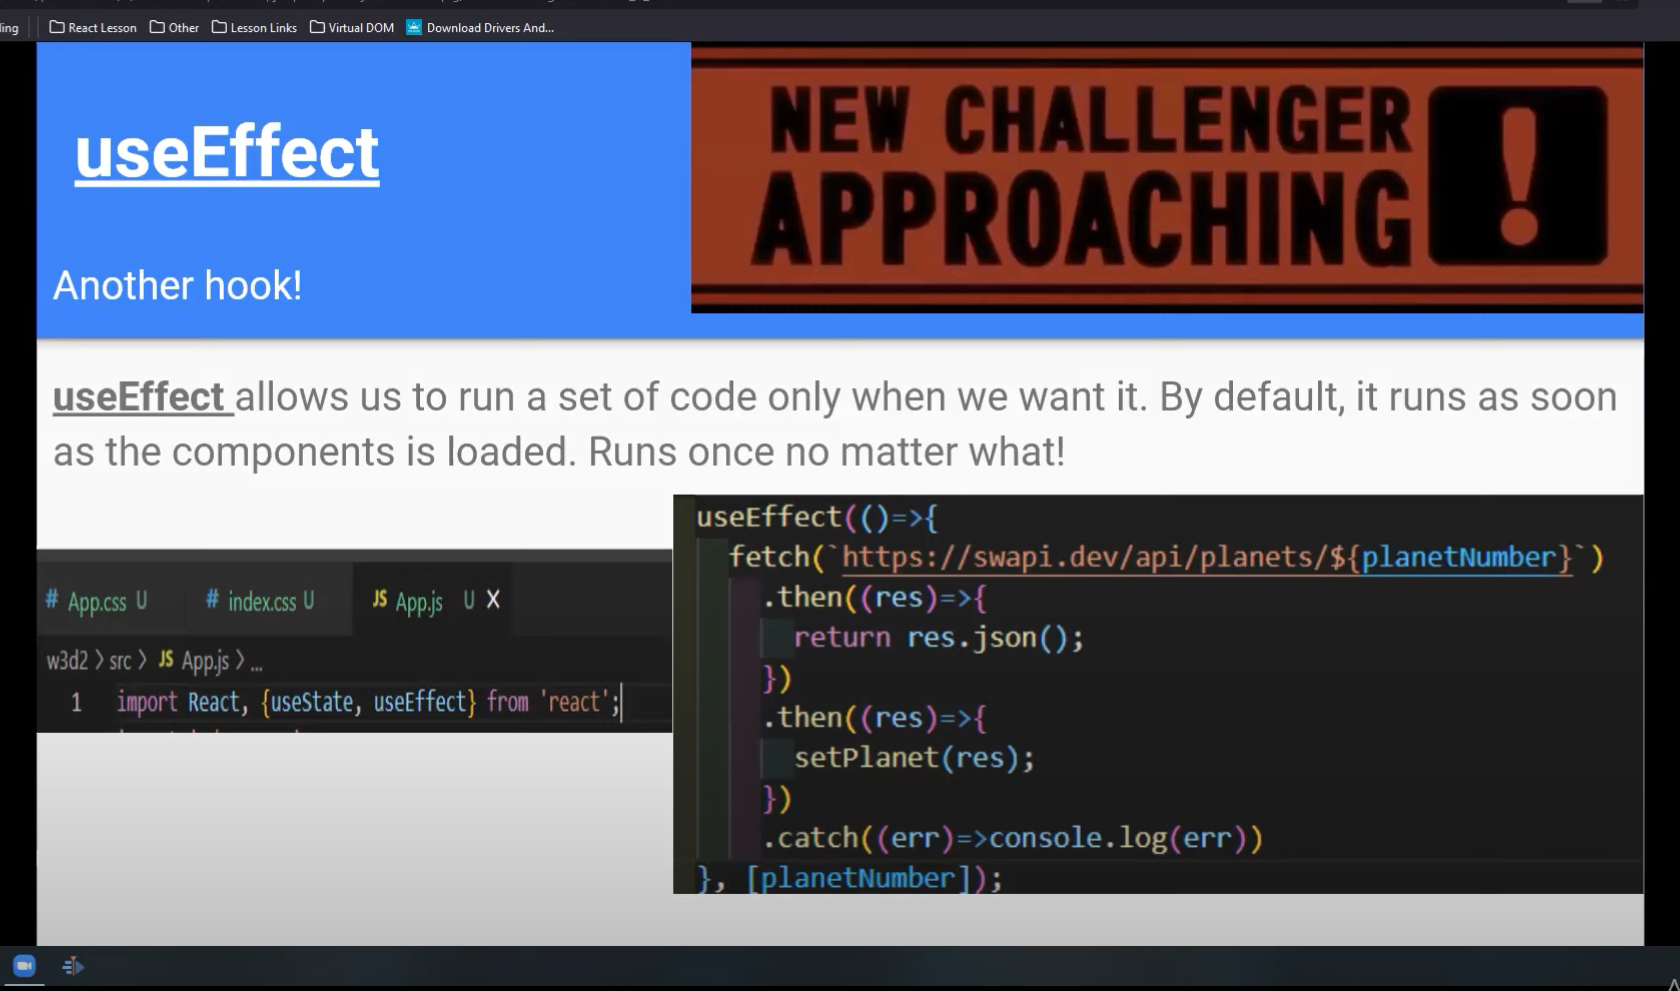 ling
React Lesson
Other
Lesson Links
Virtual DOM
Download Drivers And...
useEffect
NEW CHALLENGER
APPROACHING
!
Another hook!
useEffect allows us to run a set of code only when we want it. By default, it runs as soon
as the components is loaded. Runs once no matter what!
# App.css U
# index.css U
JS App.js U X
w3d2 > src > JS App.js > ...
1 import React, {useState, useEffect} from 'react';
useEffect(()=>{
fetch(`https://swapi.dev/api/planets/${planetNumber}`)
.then((res)=>{
return res.json();
})
.then((res)=>{
setPlanet(res);
})
.catch((err)=>console.log(err))
}, [planetNumber]);